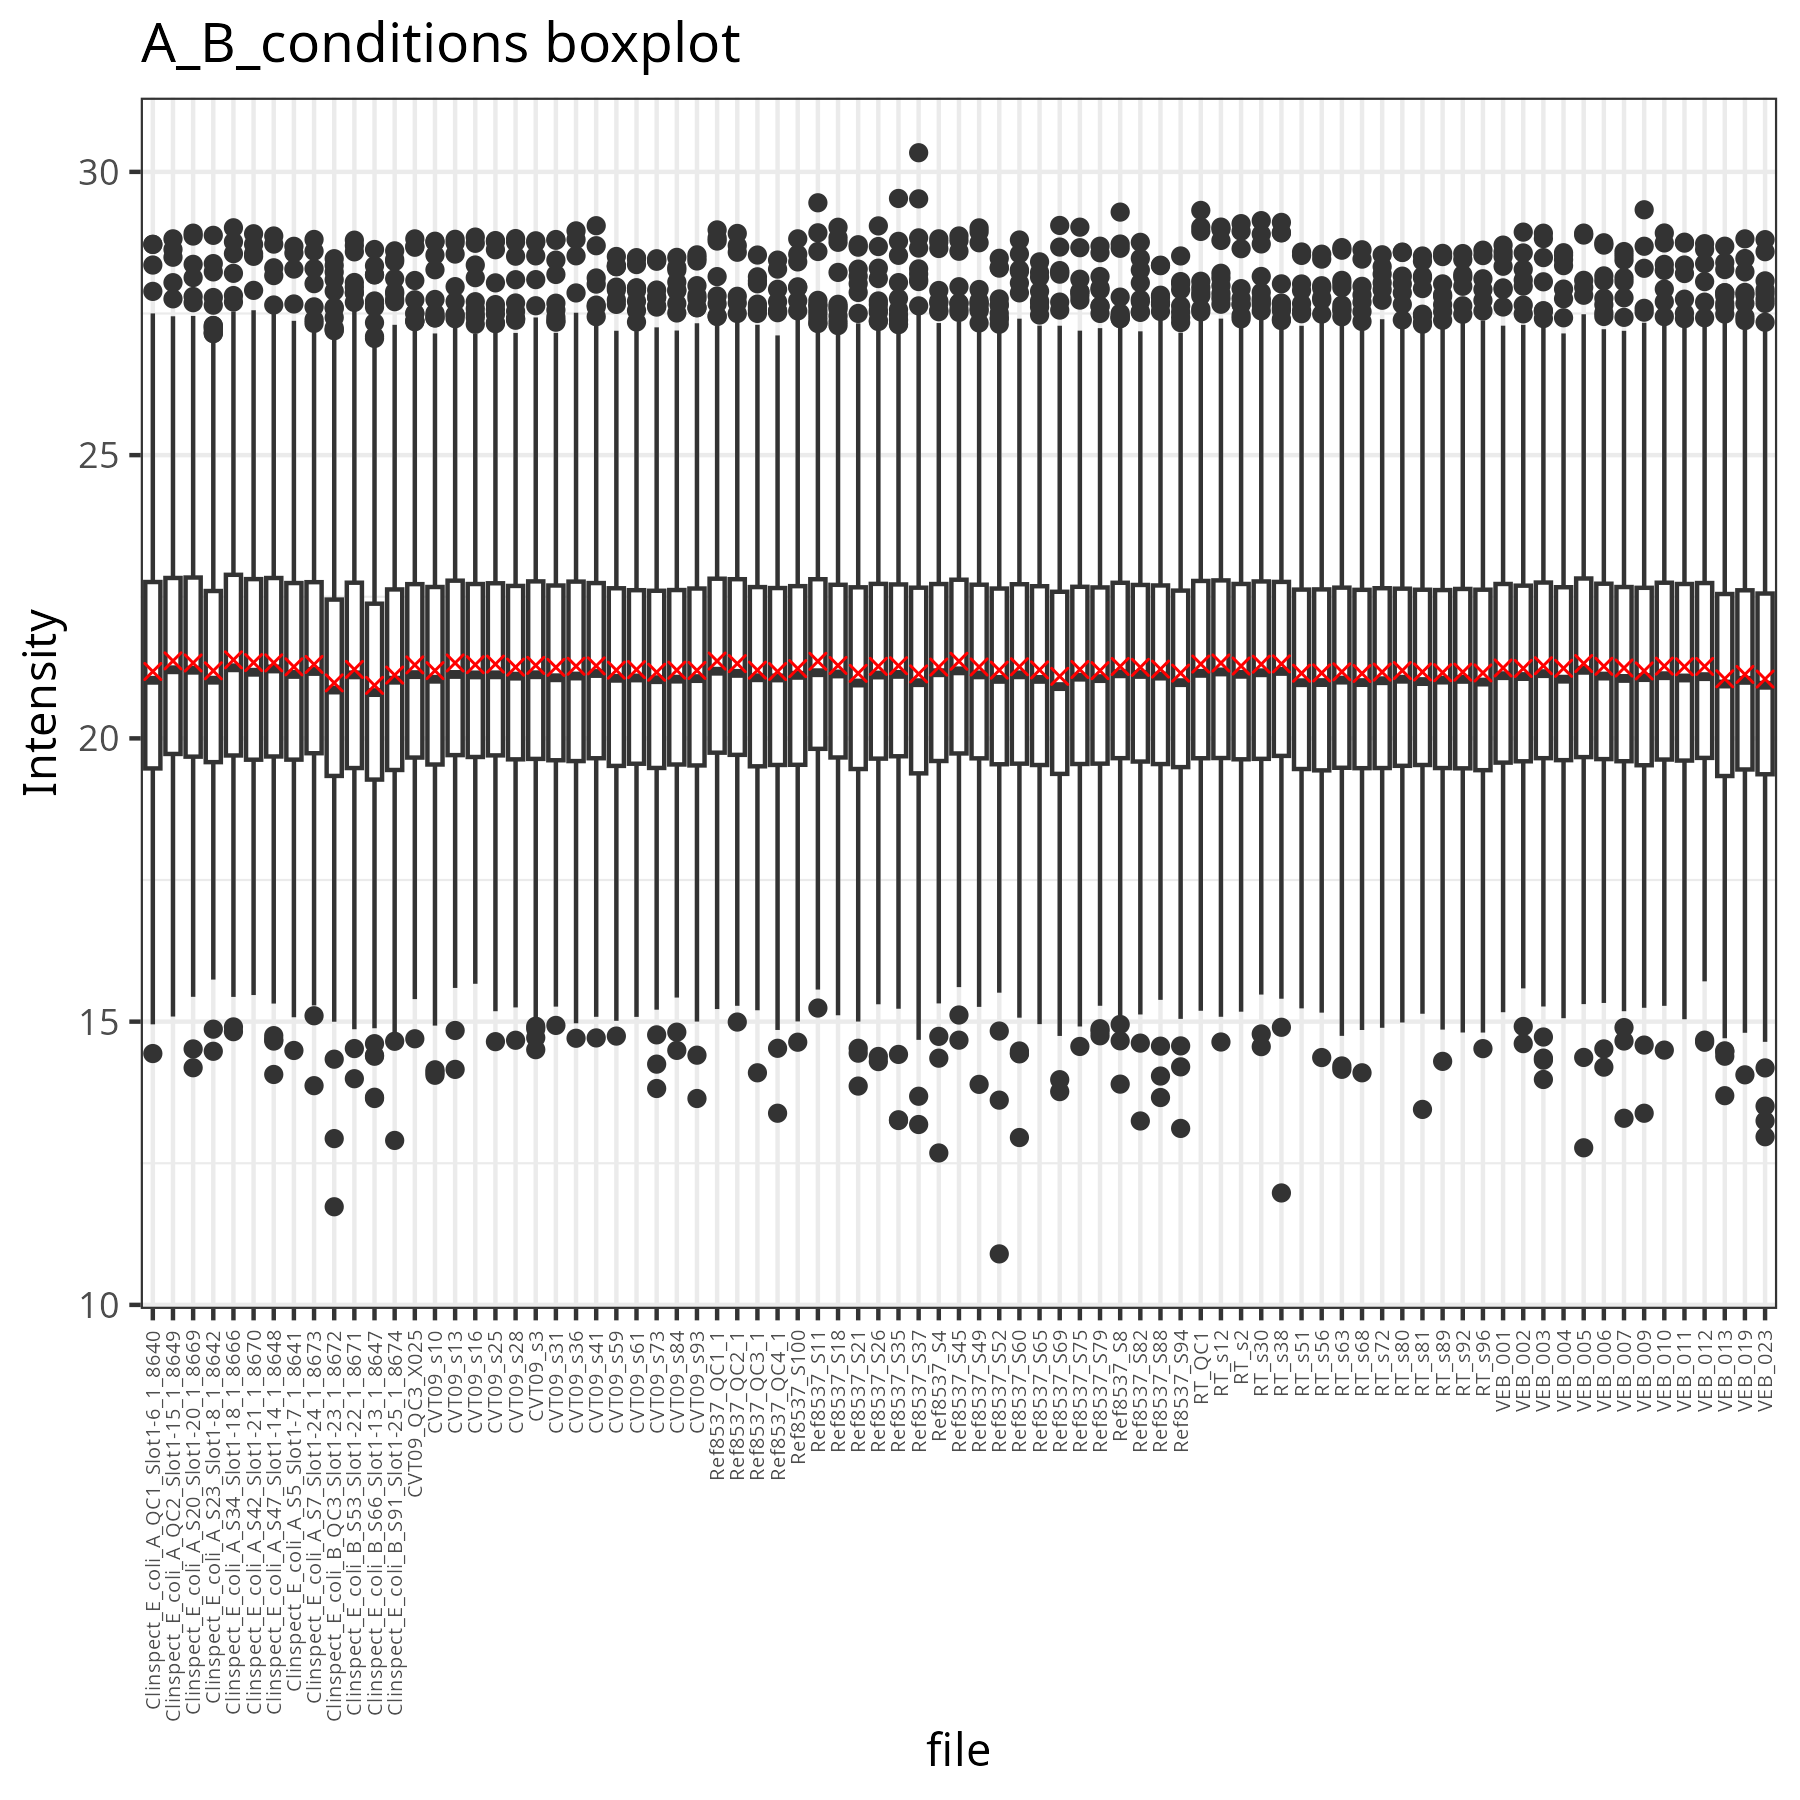 A_B_conditions boxplot
Intensity
30
25
20
15
10
Clinspect_E_coli_A_QC1_Slot1-6_1_8640
Clinspect_E_coli_A_QC2_Slot1-15_1_8649
Clinspect_E_coli_A_S20_Slot1-20_1_8669
Clinspect_E_coli_A_S23_Slot1-8_1_8642
Clinspect_E_coli_A_S34_Slot1-18_1_8666
Clinspect_E_coli_A_S42_Slot1-21_1_8670
Clinspect_E_coli_A_S47_Slot1-14_1_8648
Clinspect_E_coli_A_S5_Slot1-7_1_8641
Clinspect_E_coli_A_S7_Slot1-24_1_8673
Clinspect_E_coli_B_QC3_Slot1-23_1_8672
Clinspect_E_coli_B_S53_Slot1-22_1_8671
Clinspect_E_coli_B_S66_Slot1-13_1_8647
Clinspect_E_coli_B_S91_Slot1-25_1_8674
CVT09_QC3_X025
CVT09_s10
CVT09_s13
CVT09_s16
CVT09_s25
CVT09_s28
CVT09_s3
CVT09_s31
CVT09_s36
CVT09_s41
CVT09_s59
CVT09_s61
CVT09_s73
CVT09_s84
CVT09_s93
Ref8537_QC1_1
Ref8537_QC2_1
Ref8537_QC3_1
Ref8537_QC4_1
Ref8537_S100
Ref8537_S11
Ref8537_S18
Ref8537_S21
Ref8537_S26
Ref8537_S35
Ref8537_S37
Ref8537_S4
Ref8537_S45
Ref8537_S49
Ref8537_S52
Ref8537_S60
Ref8537_S65
Ref8537_S69
Ref8537_S75
Ref8537_S79
Ref8537_S8
Ref8537_S82
Ref8537_S88
Ref8537_S94
RT_QC1
RT_s12
RT_s2
RT_s30
RT_s38
RT_s51
RT_s56
RT_s63
RT_s68
RT_s72
RT_s80
RT_s81
RT_s89
RT_s92
RT_s96
VEB_001
VEB_002
VEB_003
VEB_004
VEB_005
VEB_006
VEB_007
VEB_009
VEB_010
VEB_011
VEB_012
VEB_013
VEB_019
VEB_023
file